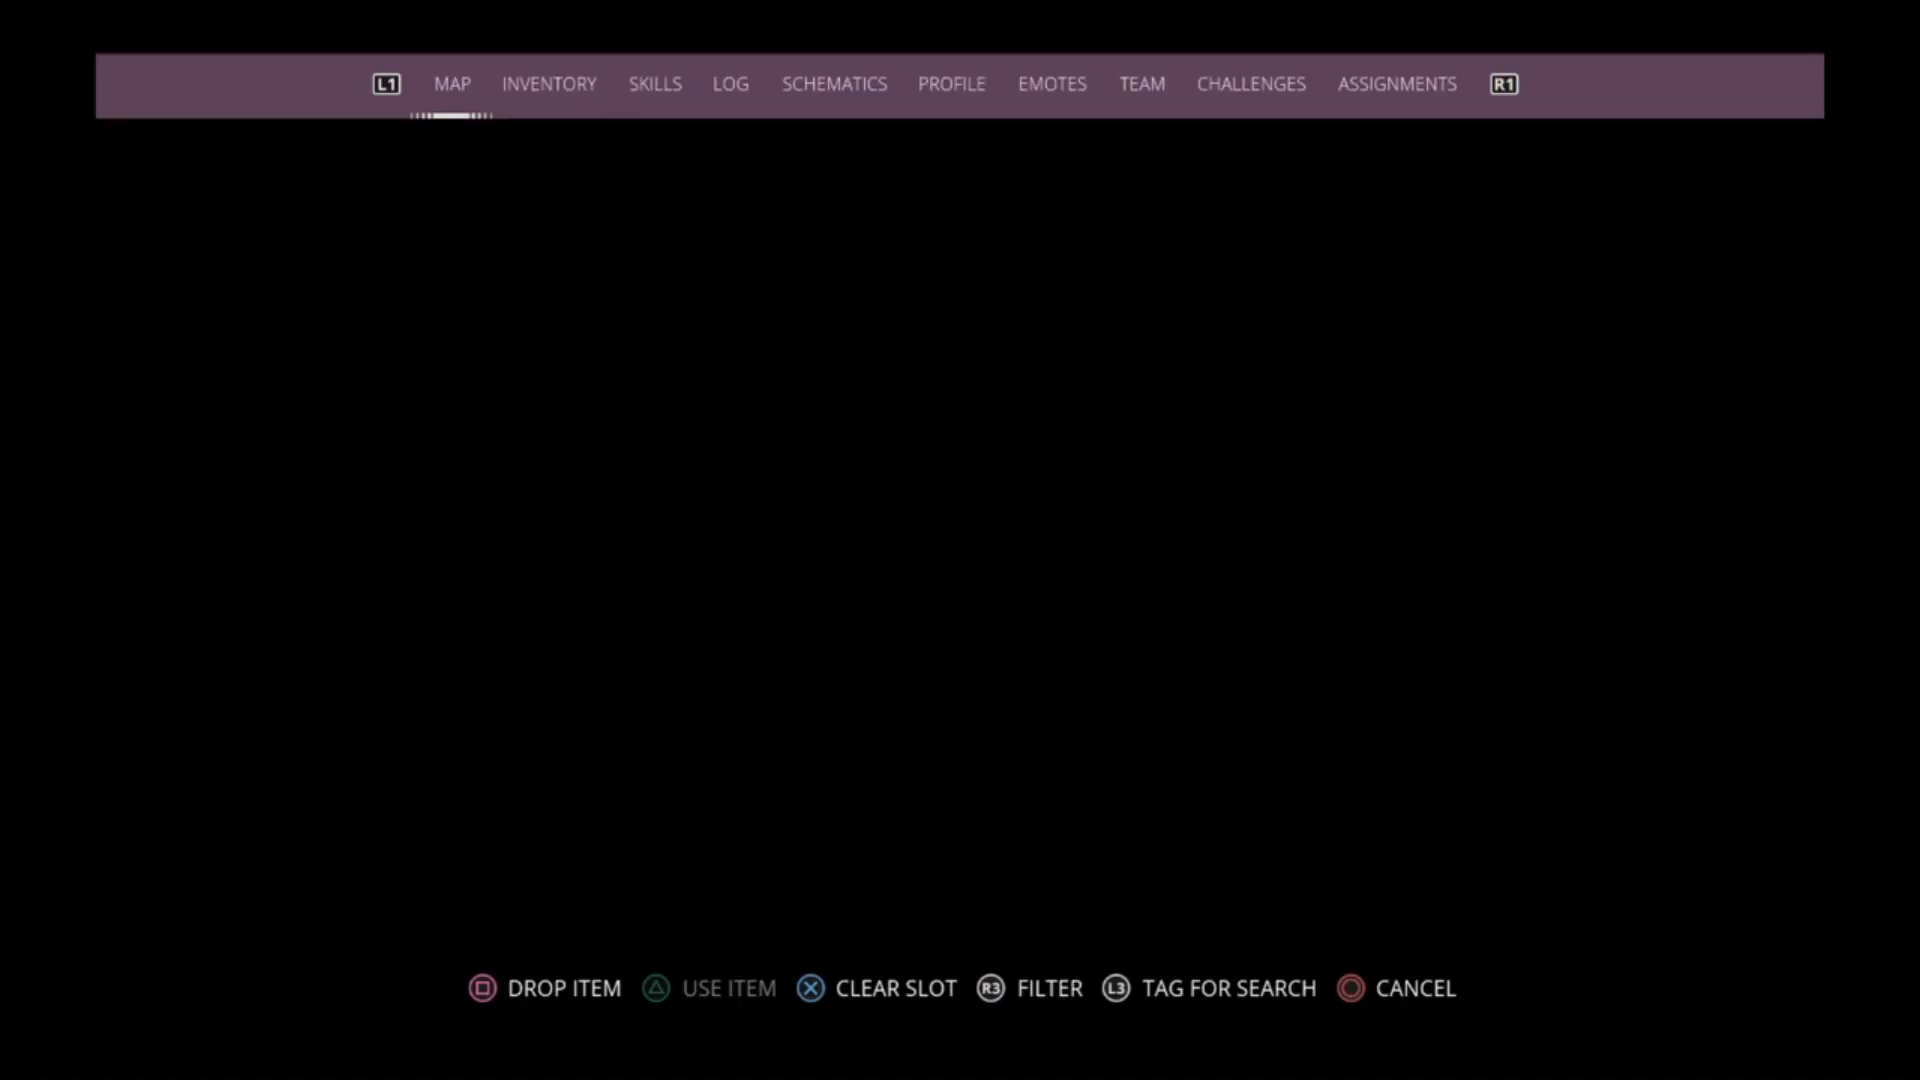 L1 MAP INVENTORY SKILLS LOG SCHEMATICS PROFILE EMOTES TEAM CHALLENGES ASSIGNMENTS R1
DROP ITEM USE ITEM CLEAR SLOT R3 FILTER L3 TAG FOR SEARCH CANCEL